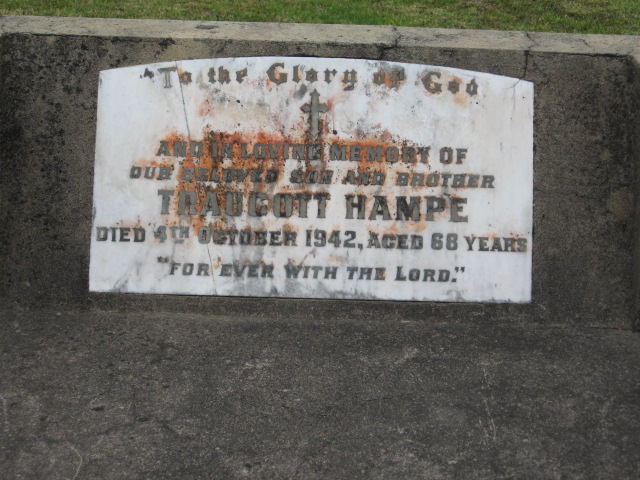 To the Glory of God
AND IN LOVING MEMORY OF
OUR BELOVED SON AND BROTHER
TRAUGOTT HAMPE
DIED 4TH OCTOBER 1942, AGED 68 YEARS
"FOR EVER WITH THE LORD."